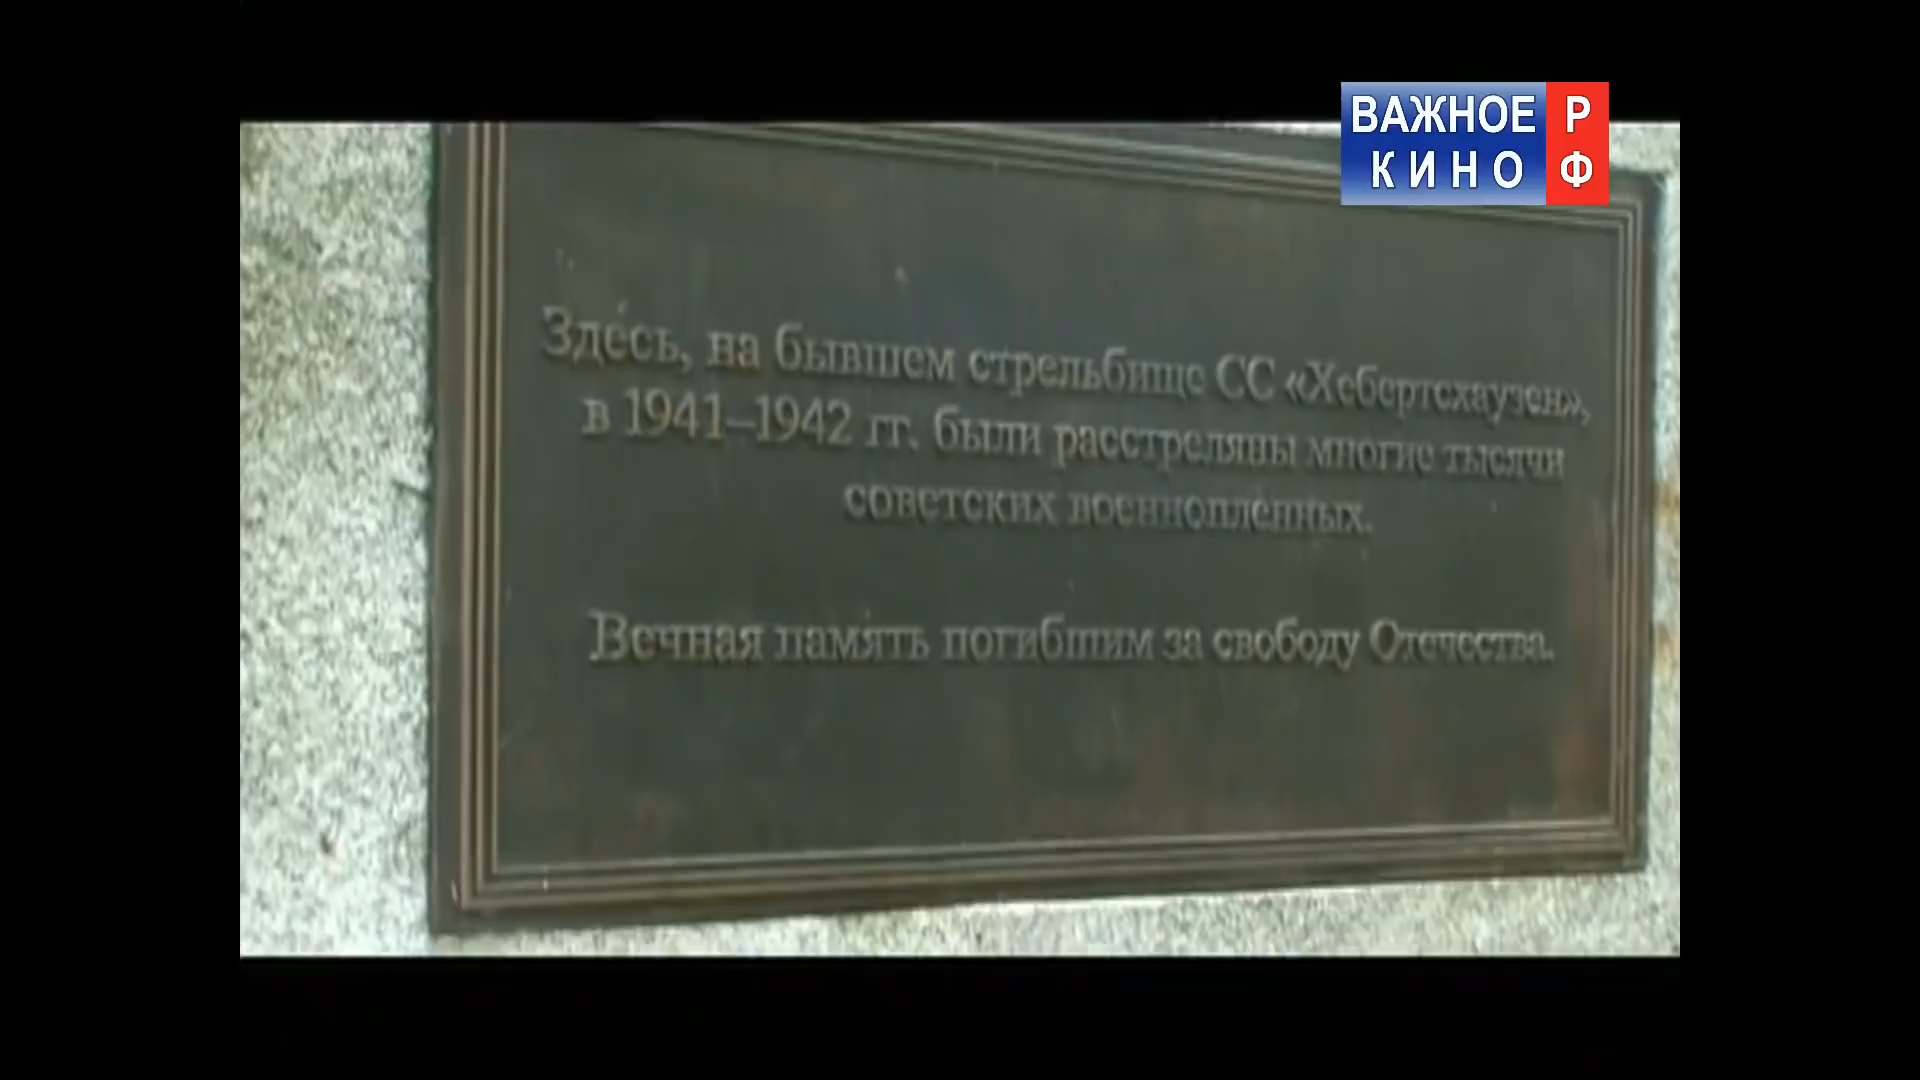 ВАЖНОЕ РФ
КИНО
Здесь, на бывшем стрельбище СС «Хебертсхаузен»,
в 1941–1942 гг. были расстреляны многие тысячи
советских военнопленных.
Вечная память погибшим за свободу Отечества.